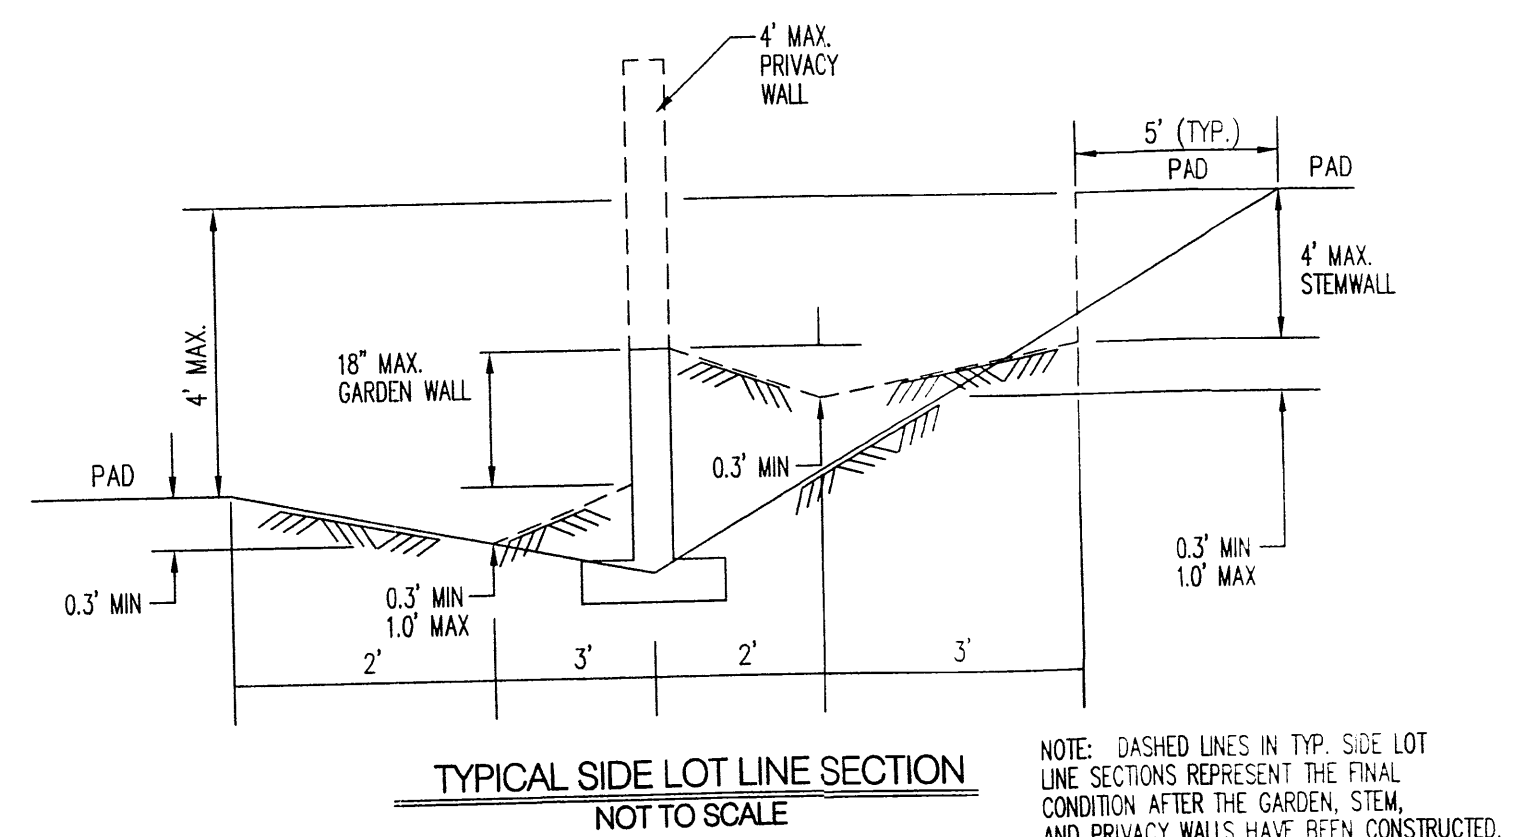 4' MAX.
PRIVACY
WALL
5' (TYP.)
PAD
PAD
4' MAX.
STEMWALL
4' MAX.
18" MAX.
GARDEN WALL
PAD
0.3' MIN
0.3' MIN
0.3' MIN
1.0' MAX
0.3' MIN
1.0' MAX
2'
3'
2'
3'
TYPICAL SIDE LOT LINE SECTION
NOT TO SCALE
NOTE: DASHED LINES IN TYP. SIDE LOT
LINE SECTIONS REPRESENT THE FINAL
CONDITION AFTER THE GARDEN, STEM,
AND PRIVACY WALLS HAVE BEEN CONSTRUCTED.